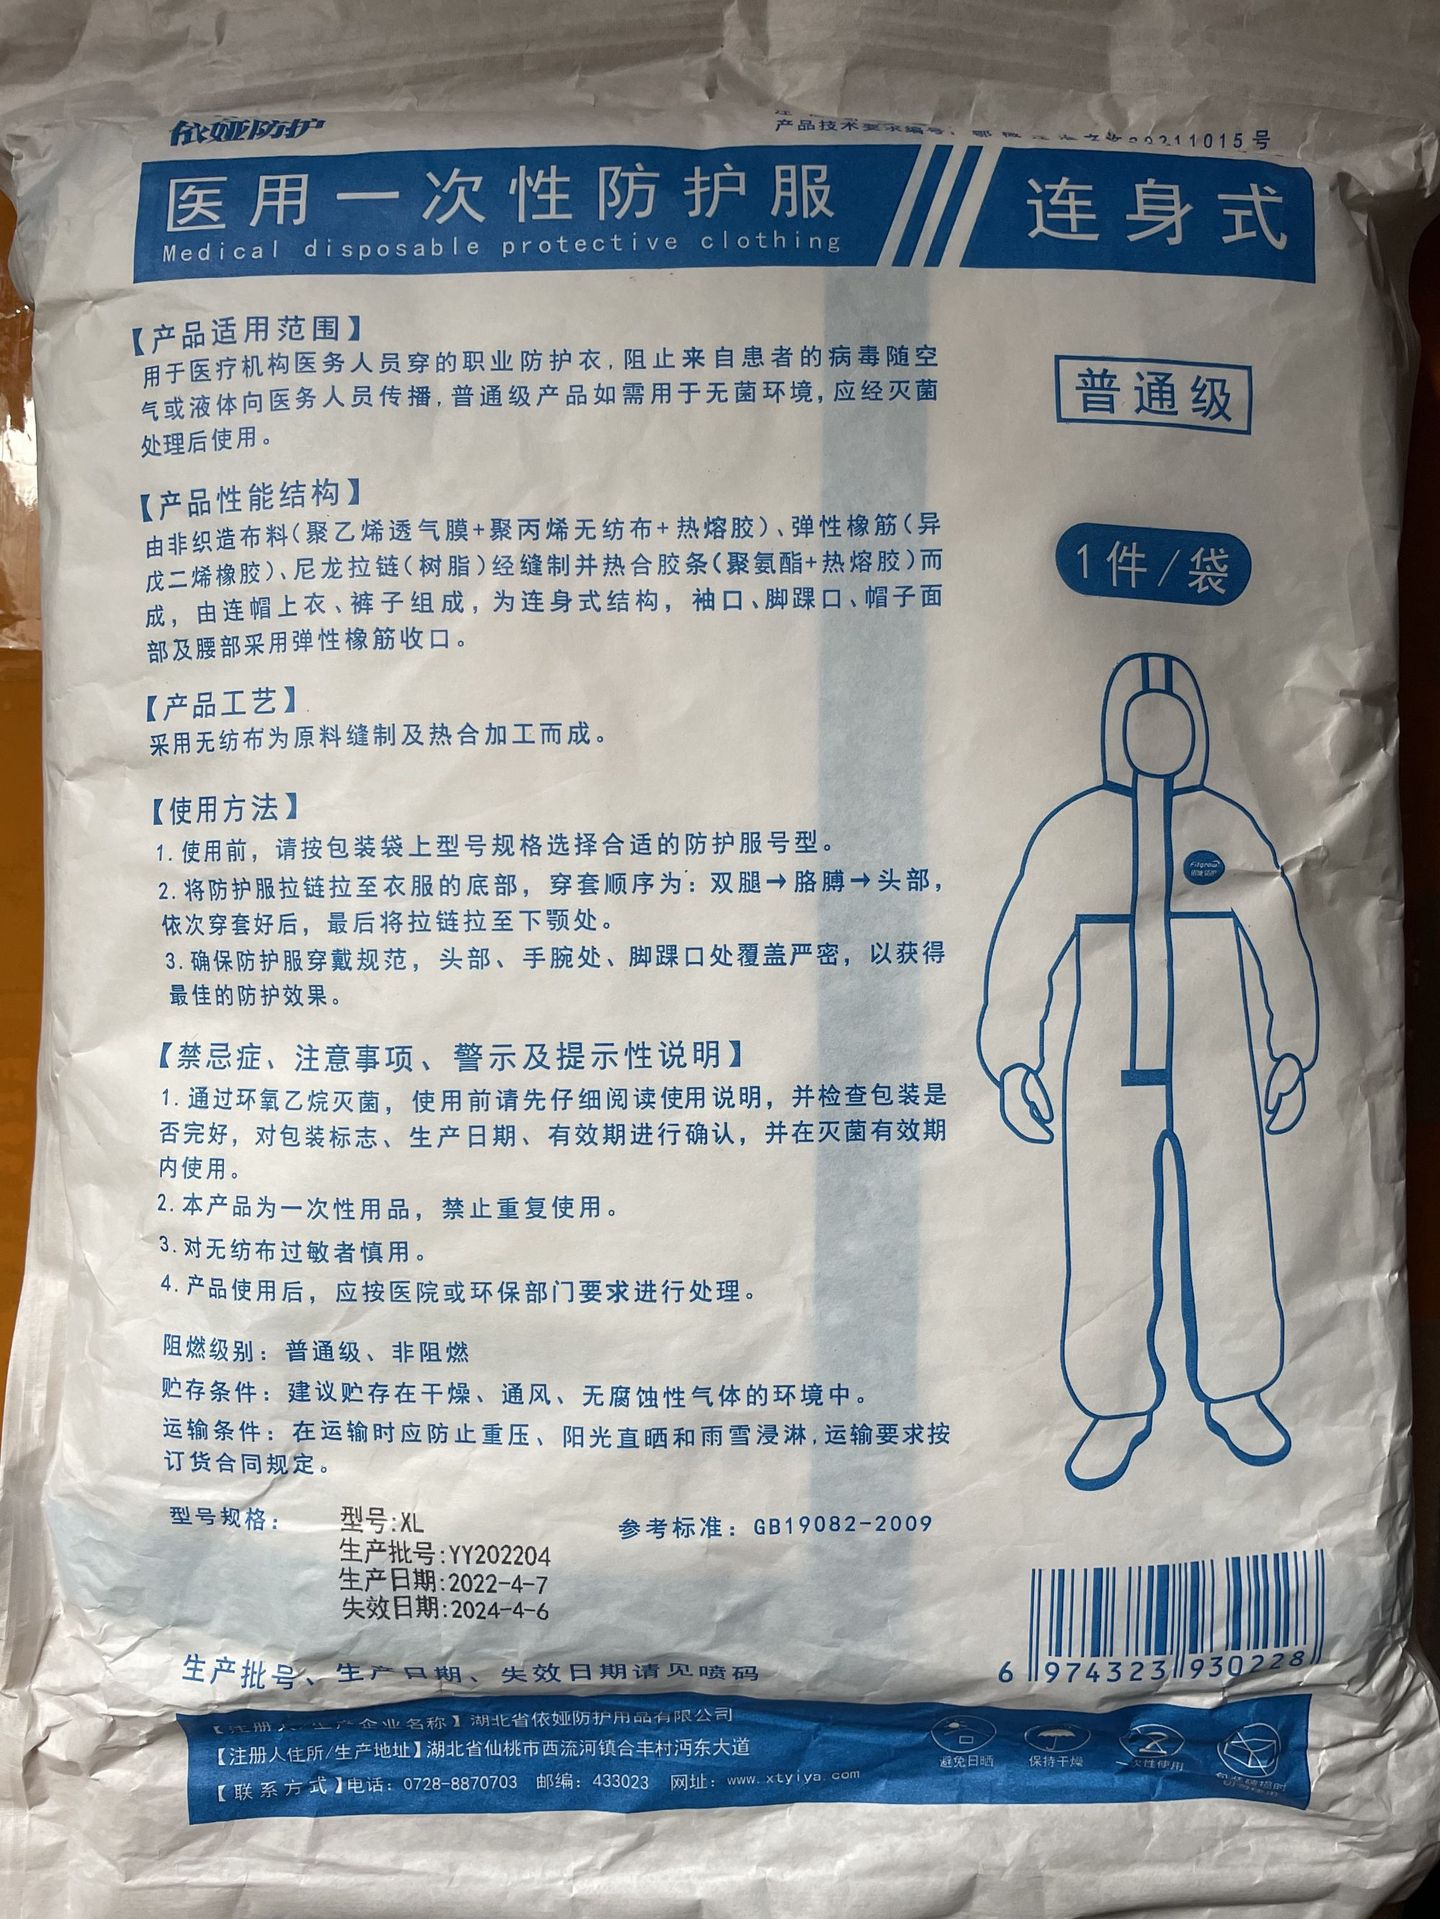 依娅防护
产品技术要求编号：
211015号
医用一次性防护服
连身式
Medical disposable protective clothing
【产品适用范围】
用于医疗机构医务人员穿的职业防护衣,阻止来自患者的病毒随空
气或液体向医务人员传播,普通级产品如需用于无菌环境,应经灭菌
处理后使用。
普通级
【产品性能结构】
由非织造布料(聚乙烯透气膜+聚丙烯无纺布+热熔胶)、弹性橡筋(异
戊二烯橡胶)、尼龙拉链(树脂)经缝制并热合胶条(聚氨酯+热熔胶)而
成，由连帽上衣、裤子组成，为连身式结构，袖口、脚踝口、帽子面
部及腰部采用弹性橡筋收口。
1件/袋
【产品工艺】
采用无纺布为原料缝制及热合加工而成。
【使用方法】
1.使用前，请按包装袋上型号规格选择合适的防护服号型。
2.将防护服拉链拉至衣服的底部，穿套顺序为：双腿→胳膊→头部，
依次穿套好后，最后将拉链拉至下颚处。
3.确保防护服穿戴规范，头部、手腕处、脚踝口处覆盖严密，以获得
最佳的防护效果。
依娅防护
【禁忌症、注意事项、警示及提示性说明】
1.通过环氧乙烷灭菌，使用前请先仔细阅读使用说明，并检查包装是
否完好，对包装标志、生产日期、有效期进行确认，并在灭菌有效期
内使用。
2.本产品为一次性用品，禁止重复使用。
3.对无纺布过敏者慎用。
4.产品使用后，应按医院或环保部门要求进行处理。
阻燃级别：普通级、非阻燃
贮存条件：建议贮存在干燥、通风、无腐蚀性气体的环境中。
运输条件：在运输时应防止重压、阳光直晒和雨雪浸淋,运输要求按
订货合同规定。
型号规格：
型号:XL
生产批号:YY202204
生产日期:2022-4-7
失效日期:2024-4-6
参考标准：GB19082-2009
生产批号、生产日期、失效日期请见喷码
6 974323 930228
【注册人/生产企业名称】湖北省依娅防护用品有限公司
【注册人住所/生产地址】湖北省仙桃市西流河镇合丰村沔东大道
【联系方式】电话：0728-8870703 邮编：433023 网址：www.xtyiya.com
避免日晒
保持干燥
一次性使用
包装破损时